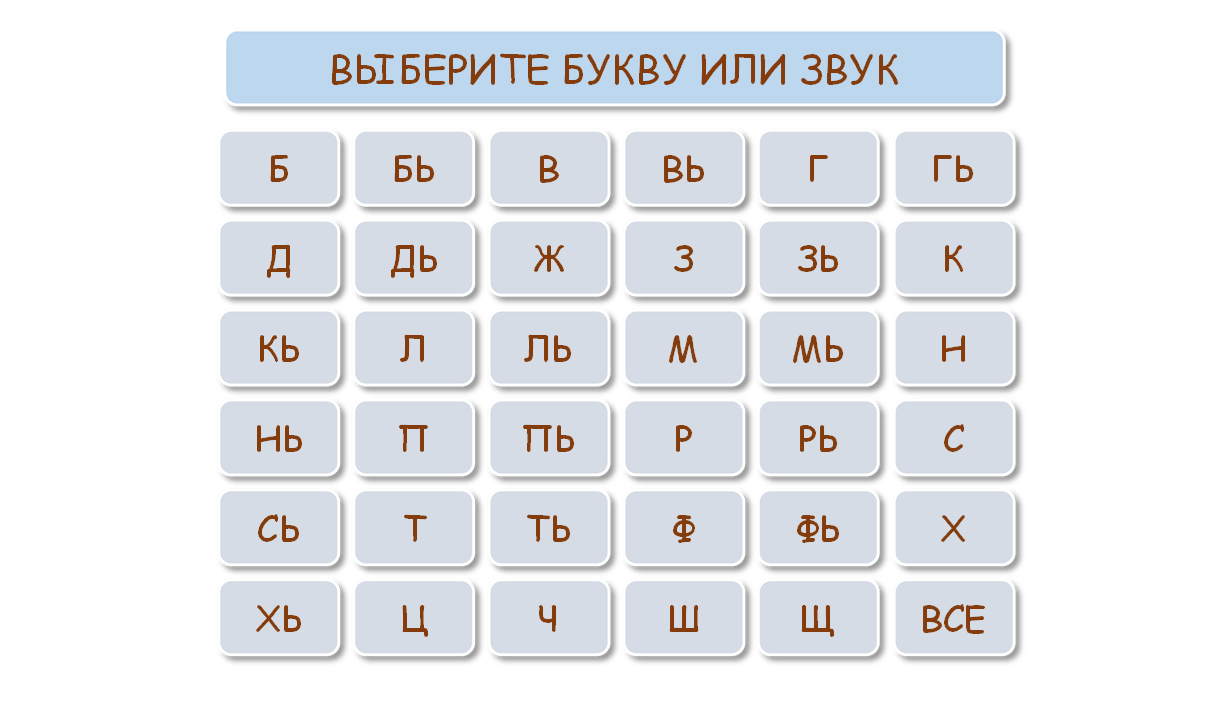 ВЫБЕРИТЕ БУКВУ ИЛИ ЗВУК
Б БЬ В ВЬ Г ГЬ
Д ДЬ Ж З ЗЬ К
КЬ Л ЛЬ М МЬ Н
НЬ П ПЬ Р РЬ С
СЬ Т ТЬ Ф ФЬ Х
ХЬ Ц Ч Ш Щ ВСЕ